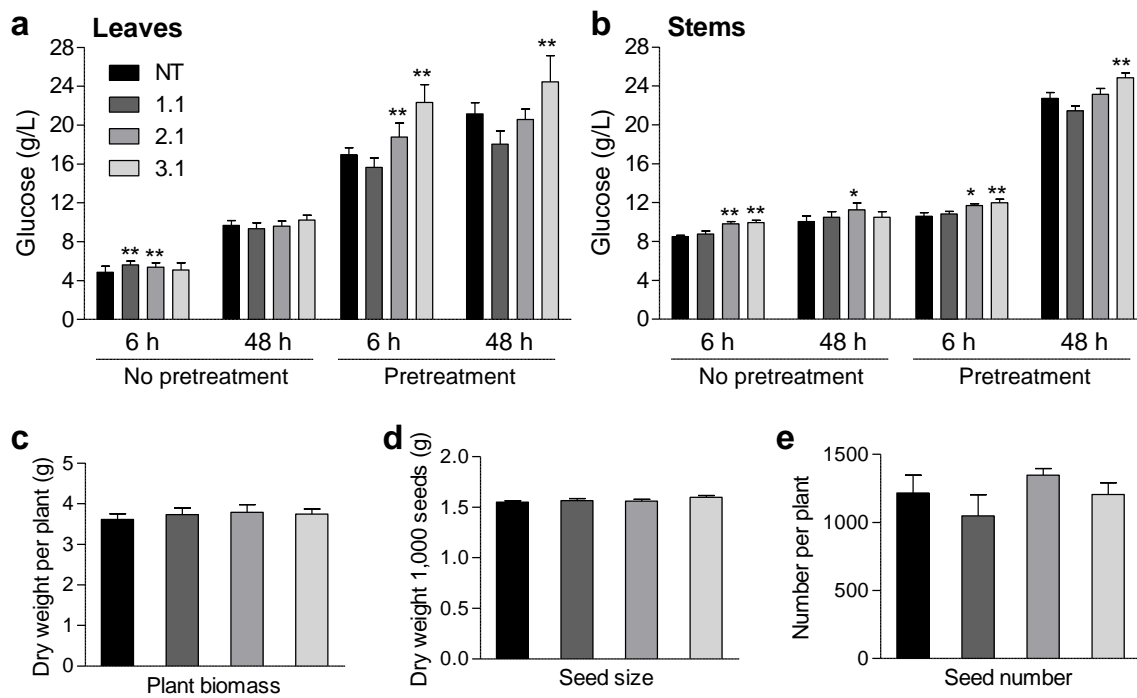 a Leaves
Glucose (g/L)
28
24
20
16
12
8
4
0
NT
1.1
2.1
3.1
** ** ** ** **
6 h 48 h 6 h 48 h
No pretreatment Pretreatment
b Stems
Glucose (g/L)
28
24
20
16
12
8
4
0
** ** * * ** **
6 h 48 h 6 h 48 h
No pretreatment Pretreatment
c
Dry weight per plant (g)
5
4
3
2
1
0
Plant biomass
d
Dry weight 1,000 seeds (g)
2.0
1.5
1.0
0.5
0.0
Seed size
e
Number per plant
1500
1000
500
0
Seed number